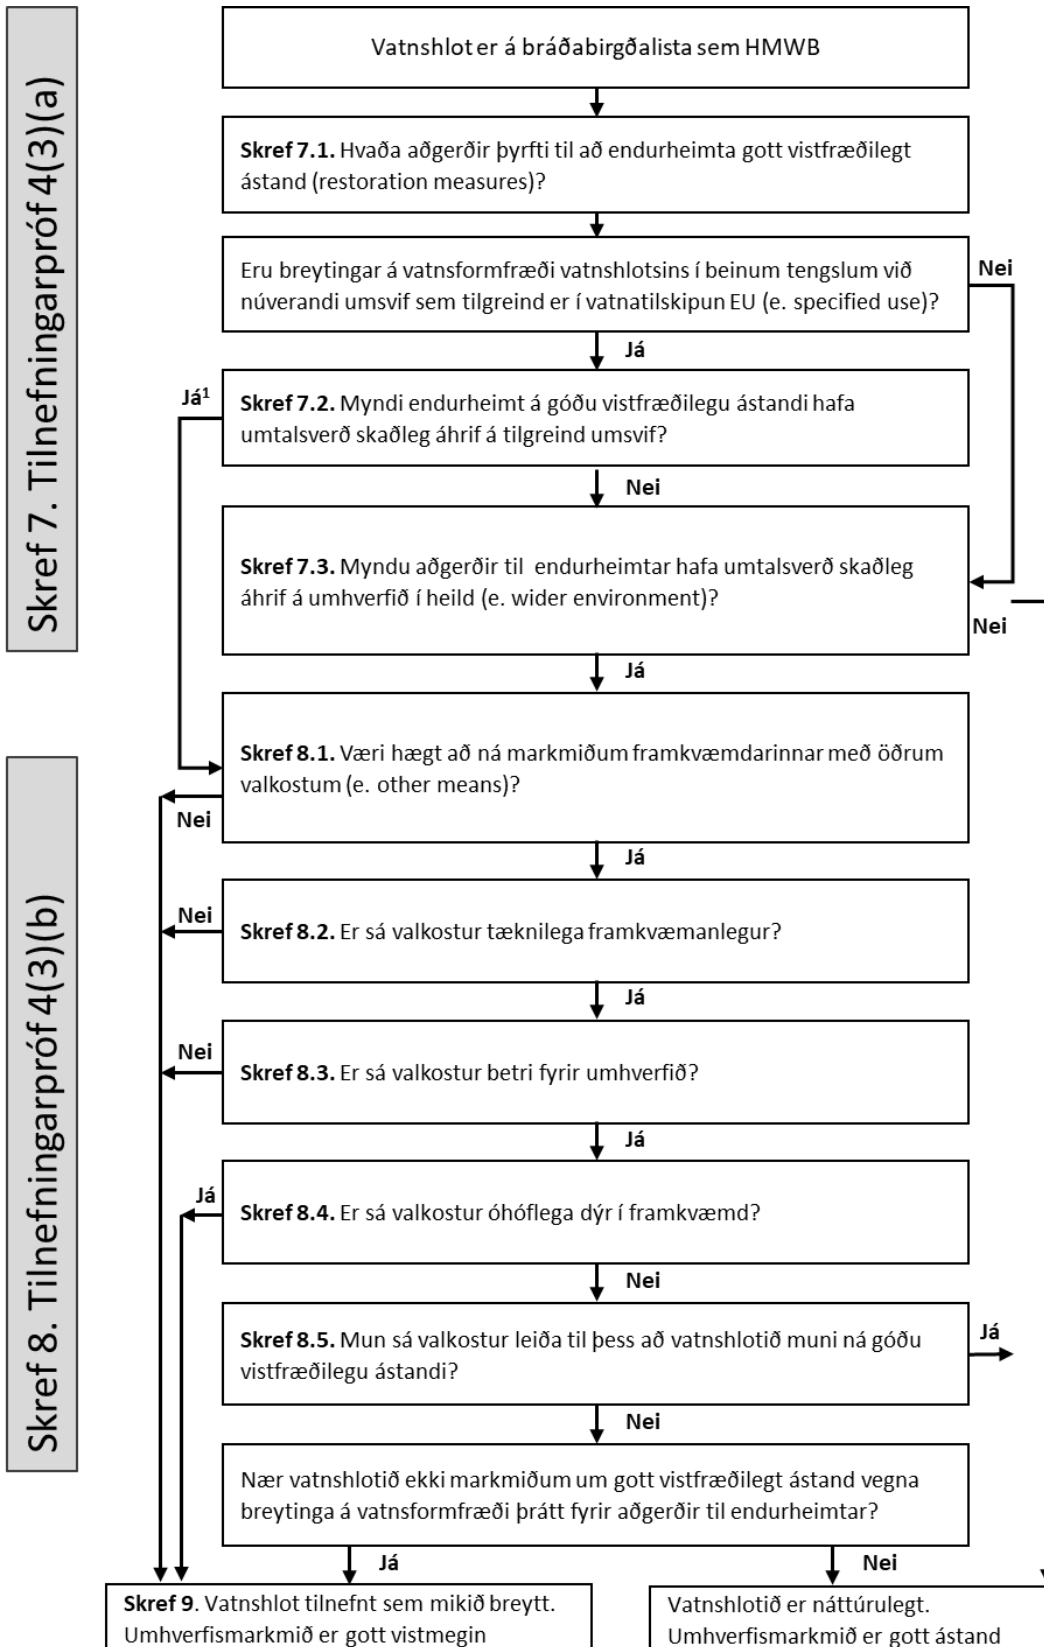 Skref 7. Tilnefningarpróf 4(3)(a)
Vatnshlot er á bráðabirgðalista sem HMWB
Skref 7.1. Hvaða aðgerðir þyrfti til að endurheimta gott vistfræðilegt
ástand (restoration measures)?
Eru breytingar á vatnsformfræði vatnshlotsins í beinum tengslum við
núverandi umsvif sem tilgreind er í vatnatilskipun EU (e. specified use)?
Nei
Já
Já¹
Skref 7.2. Myndi endurheimt á góðu vistfræðilegu ástandi hafa
umtalsverð skaðleg áhrif á tilgreind umsvif?
Nei
Skref 7.3. Myndu aðgerðir til endurheimtar hafa umtalsverð skaðleg
áhrif á umhverfið í heild (e. wider environment)?
Nei
Já
Skref 8. Tilnefningarpróf 4(3)(b)
Skref 8.1. Væri hægt að ná markmiðum framkvæmdarinnar með öðrum
valkostum (e. other means)?
Nei
Já
Nei
Skref 8.2. Er sá valkostur tæknilega framkvæmanlegur?
Já
Nei
Skref 8.3. Er sá valkostur betri fyrir umhverfið?
Já
Já
Skref 8.4. Er sá valkostur óhóflega dýr í framkvæmd?
Nei
Skref 8.5. Mun sá valkostur leiða til þess að vatnshlotið muni ná góðu
vistfræðilegu ástandi?
Já
Nei
Nær vatnshlotið ekki markmiðum um gott vistfræðilegt ástand vegna
breytinga á vatnsformfræði þrátt fyrir aðgerðir til endurheimtar?
Já
Nei
Skref 9. Vatnshlot tilnefnt sem mikið breytt.
Umhverfismarkmið er gott vistmegin
Vatnshlotið er náttúrulegt.
Umhverfismarkmið er gott ástand